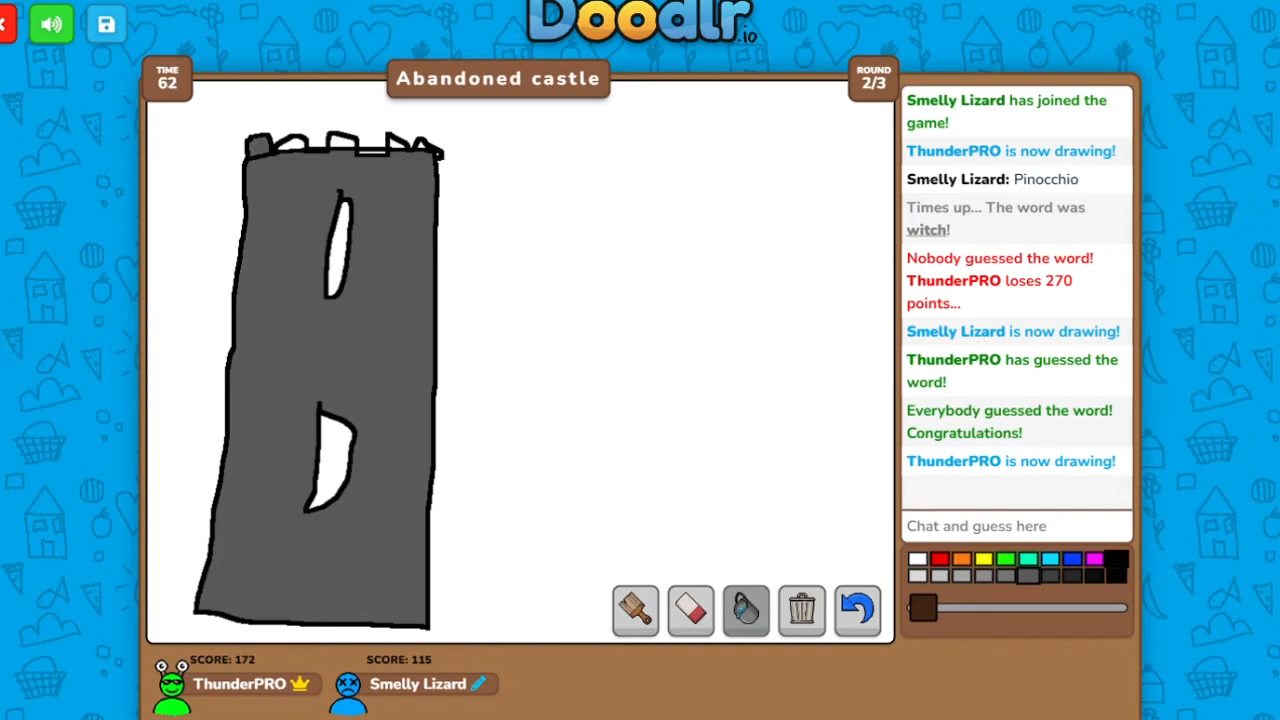 Doodlr.io
TIME
62
Abandoned castle
ROUND
2/3
Smelly Lizard has joined the
game!
ThunderPRO is now drawing!
Smelly Lizard: Pinocchio
Times up... The word was
witch!
Nobody guessed the word!
ThunderPRO loses 270
points...
Smelly Lizard is now drawing!
ThunderPRO has guessed the
word!
Everybody guessed the word!
Congratulations!
ThunderPRO is now drawing!
Chat and guess here
SCORE: 172
ThunderPRO
SCORE: 115
Smelly Lizard